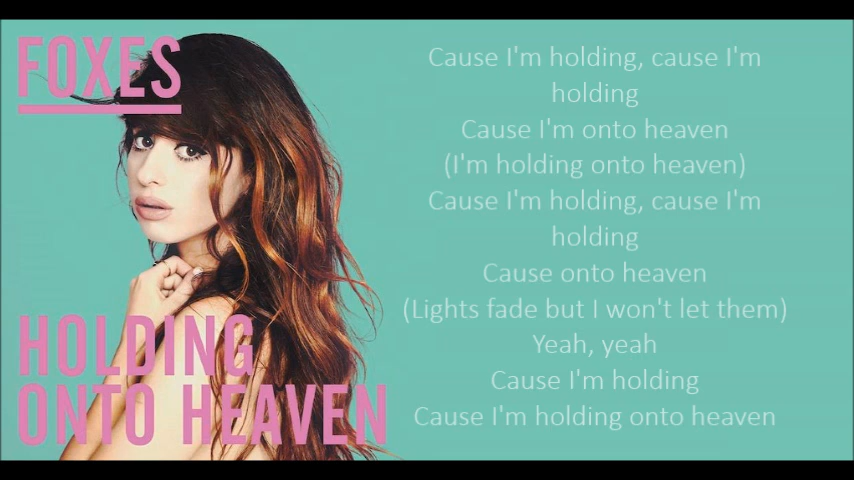 FOXES
HOLDING
ONTO HEAVEN
Cause I'm holding, cause I'm
holding
Cause I'm onto heaven
(I'm holding onto heaven)
Cause I'm holding, cause I'm
holding
Cause onto heaven
(Lights fade but I won't let them)
Yeah, yeah
Cause I'm holding
Cause I'm holding onto heaven